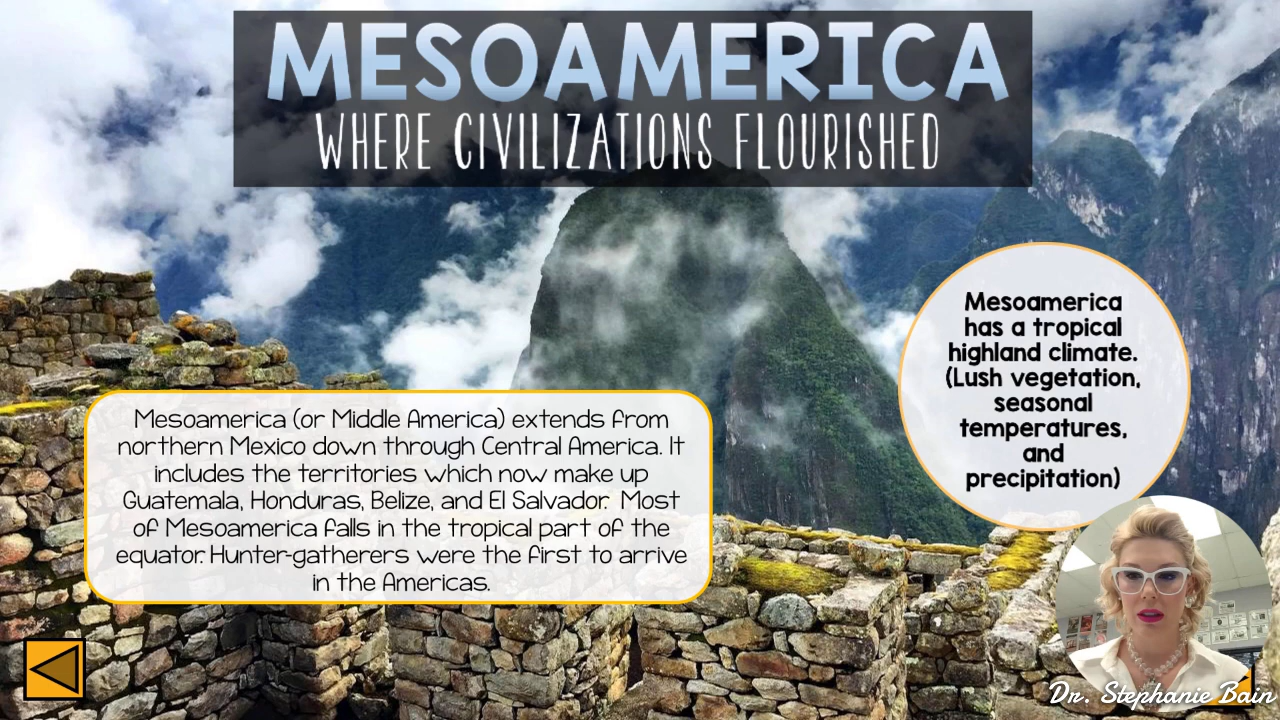 MESOAMERICA
WHERE CIVILIZATIONS FLOURISHED
Mesoamerica
has a tropical
highland climate.
(Lush vegetation,
seasonal
temperatures,
and
precipitation)
Mesoamerica (or Middle America) extends from
northern Mexico down through Central America. It
includes the territories which now make up
Guatemala, Honduras, Belize, and El Salvador. Most
of Mesoamerica falls in the tropical part of the
equator. Hunter-gatherers were the first to arrive
in the Americas.
Dr. Stephanie Bain